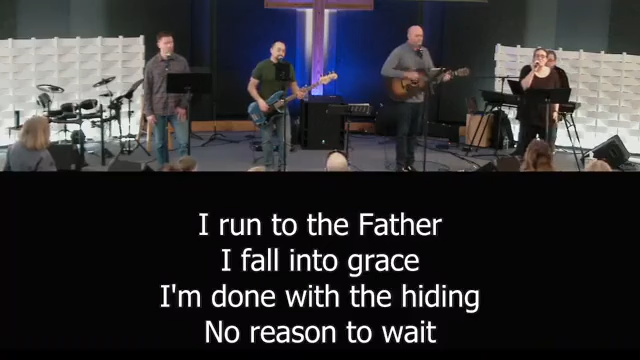 I run to the Father
I fall into grace
I'm done with the hiding
No reason to wait